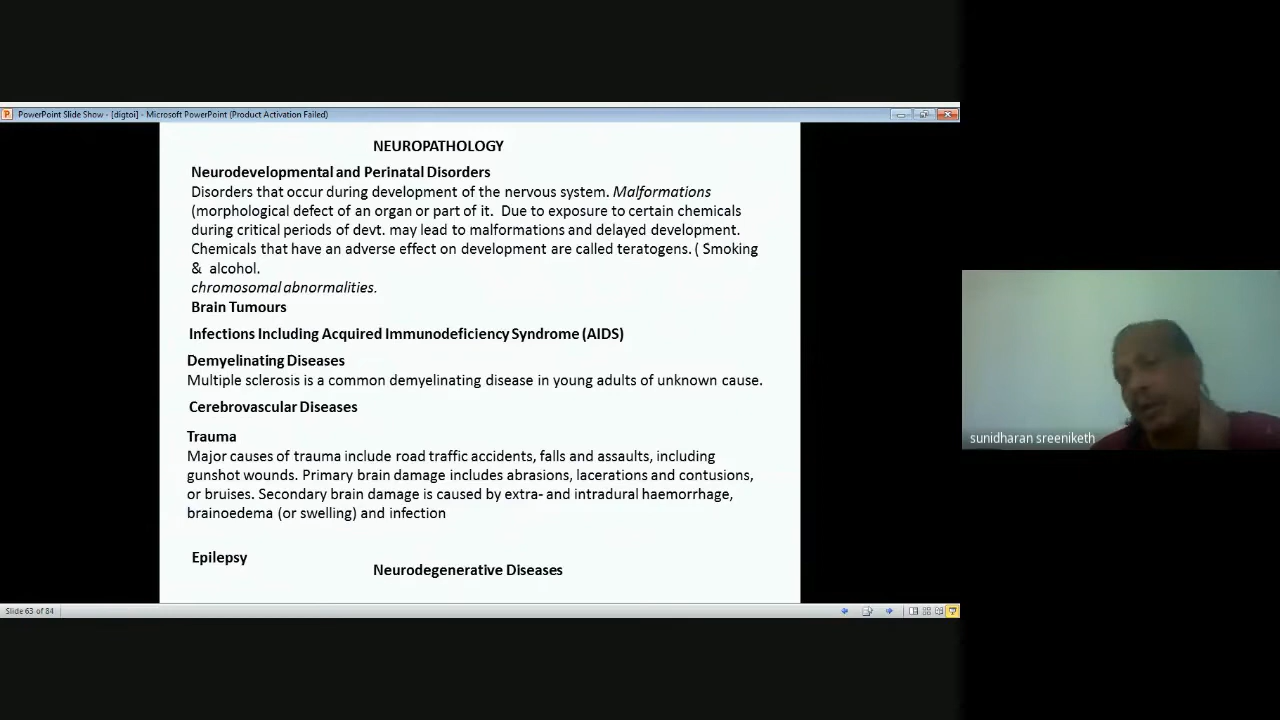 PowerPoint Slide Show - [digtoi] - Microsoft PowerPoint (Product Activation Failed)
NEUROPATHOLOGY
Neurodevelopmental and Perinatal Disorders
Disorders that occur during development of the nervous system. Malformations
(morphological defect of an organ or part of it.  Due to exposure to certain chemicals
during critical periods of devt. may lead to malformations and delayed development.
Chemicals that have an adverse effect on development are called teratogens. ( Smoking
&  alcohol.
chromosomal abnormalities.
Brain Tumours
Infections Including Acquired Immunodeficiency Syndrome (AIDS)
Demyelinating Diseases
Multiple sclerosis is a common demyelinating disease in young adults of unknown cause.
Cerebrovascular Diseases
Trauma
Major causes of trauma include road traffic accidents, falls and assaults, including
gunshot wounds. Primary brain damage includes abrasions, lacerations and contusions,
or bruises. Secondary brain damage is caused by extra- and intradural haemorrhage,
brainoedema (or swelling) and infection
Epilepsy
Neurodegenerative Diseases
Slide 63 of 84
sunidharan sreeniketh